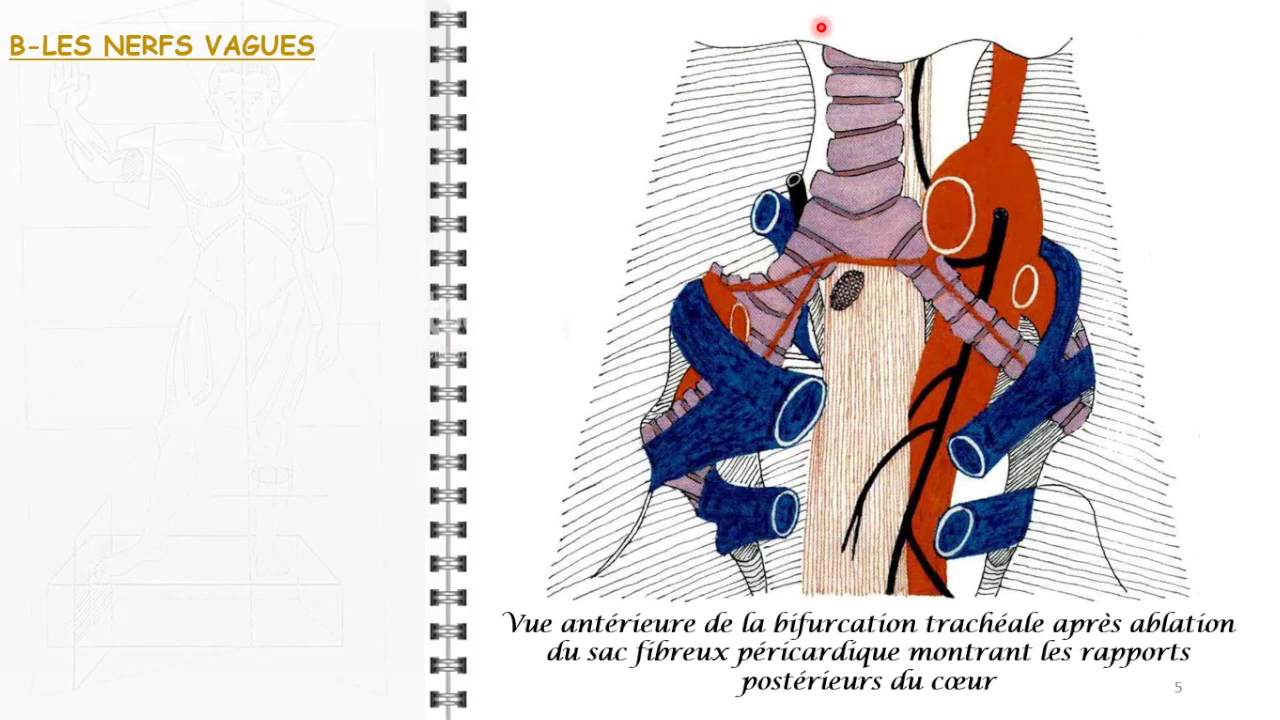 B-LES NERFS VAGUES
Vue antérieure de la bifurcation trachéale après ablation
du sac fibreux péricardique montrant les rapports
postérieurs du cœur
5